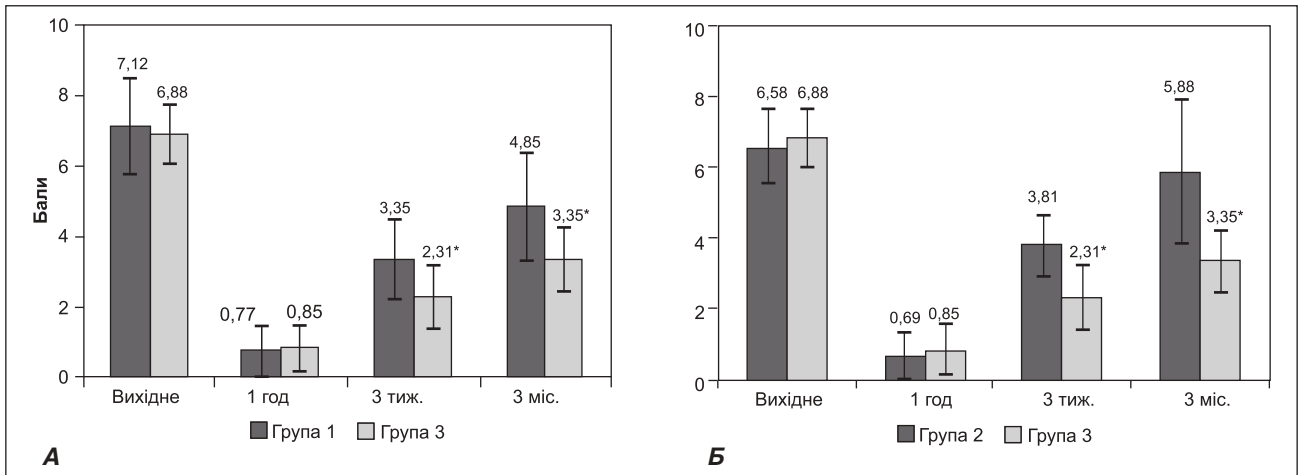 10
8
6
4
2
0
Бали
7,12
6,88
0,77
0,85
3,35
2,31*
4,85
3,35*
Вихідне
1 год
3 тиж.
3 міс.
Група 1
Група 3
А
10
8
6
4
2
0
6,58
6,88
0,69
0,85
3,81
2,31*
5,88
3,35*
Вихідне
1 год
3 тиж.
3 міс.
Група 2
Група 3
Б